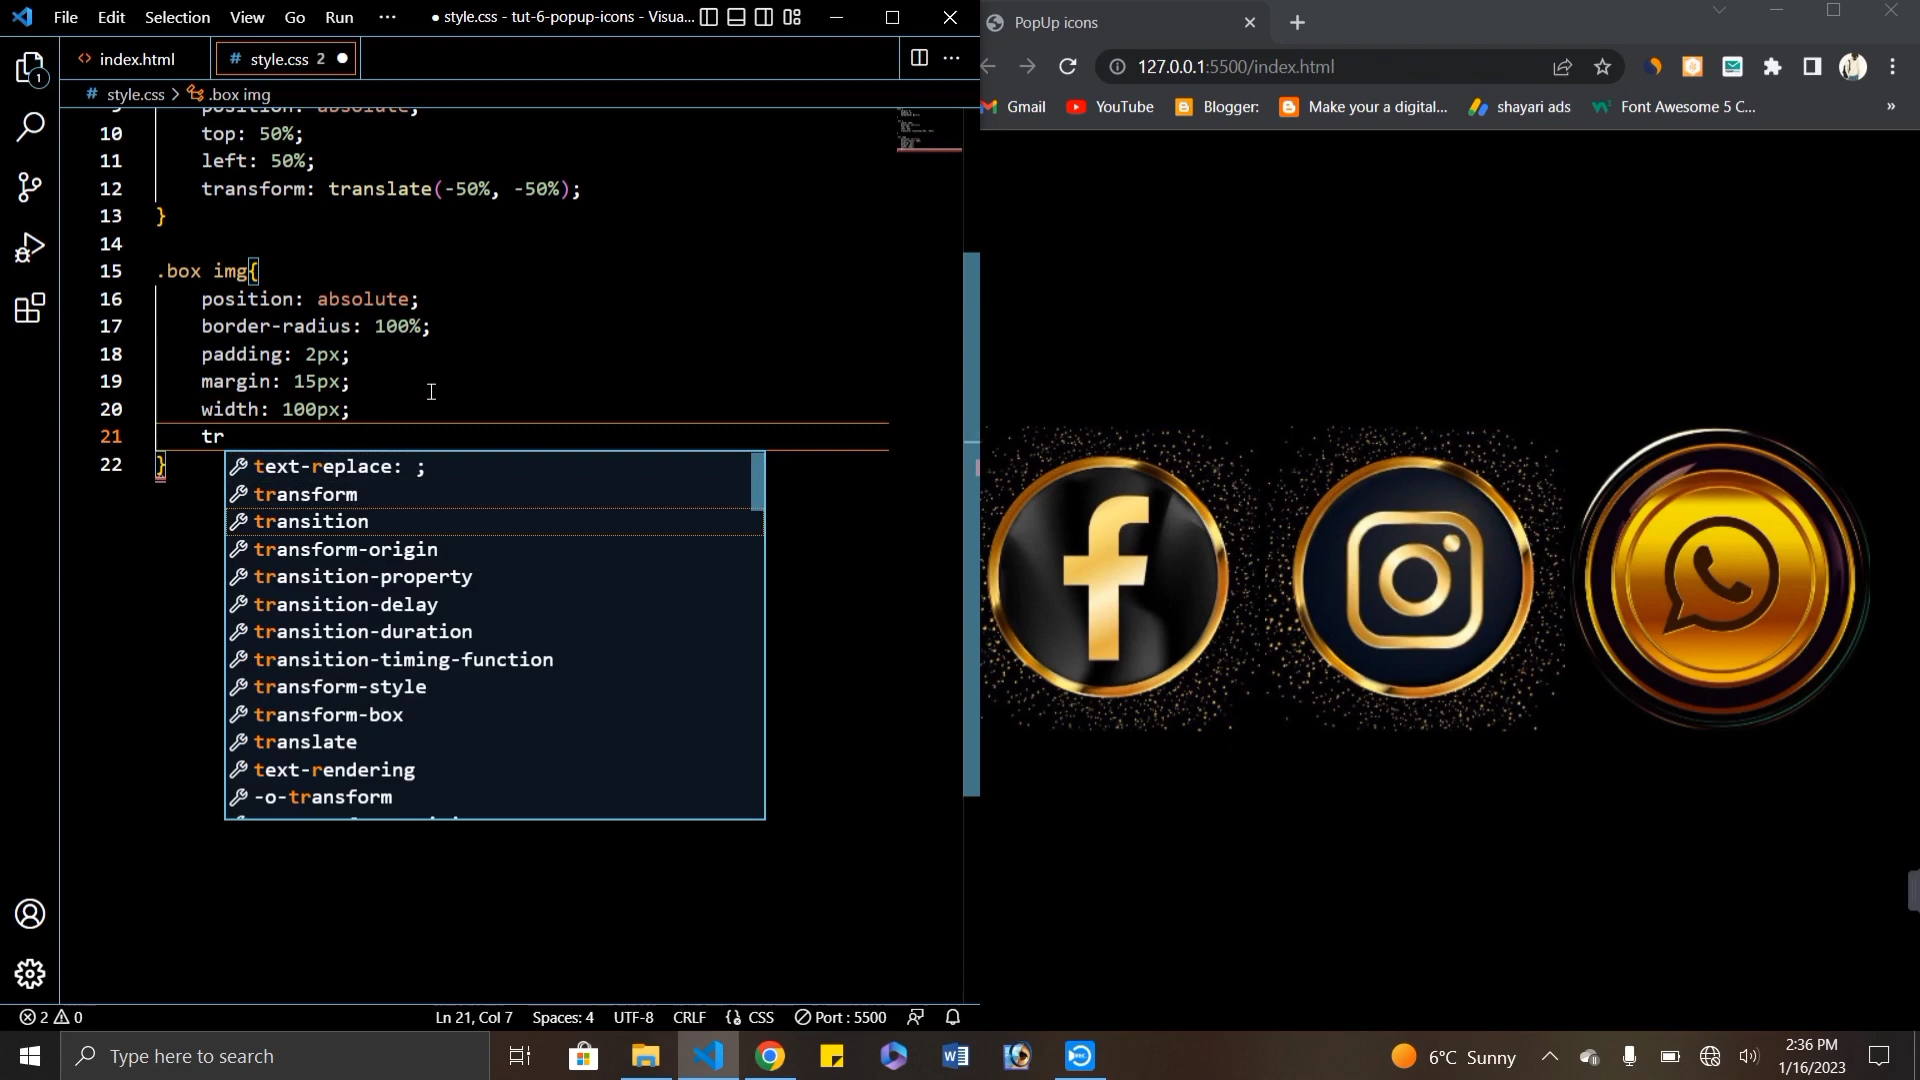 File Edit Selection View Go Run ··· ● style.css - tut-6-popup-icons - Visua...
index.html # style.css 2 ●
# style.css > .box img
position: absolute;
10 top: 50%;
11 left: 50%;
12 transform: translate(-50%, -50%);
13 }
14
15 .box img{
16 position: absolute;
17 border-radius: 100%;
18 padding: 2px;
19 margin: 15px;
20 width: 100px;
21 tr
22 }
text-replace: ;
transform
transition
transform-origin
transition-property
transition-delay
transition-duration
transition-timing-function
transform-style
transform-box
translate
text-rendering
-o-transform
1
2 0 Ln 21, Col 7 Spaces: 4 UTF-8 CRLF CSS Port : 5500
PopUp icons
127.0.0.1:5500/index.html
Gmail YouTube Blogger: Make your a digital... shayari ads Font Awesome 5 C... »
Type here to search
6°C Sunny
2:36 PM
1/16/2023